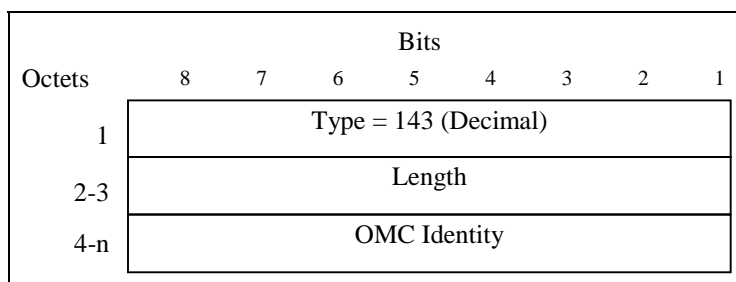 Bits
Octets 8 7 6 5 4 3 2 1
1 Type = 143 (Decimal)
2-3 Length
4-n OMC Identity